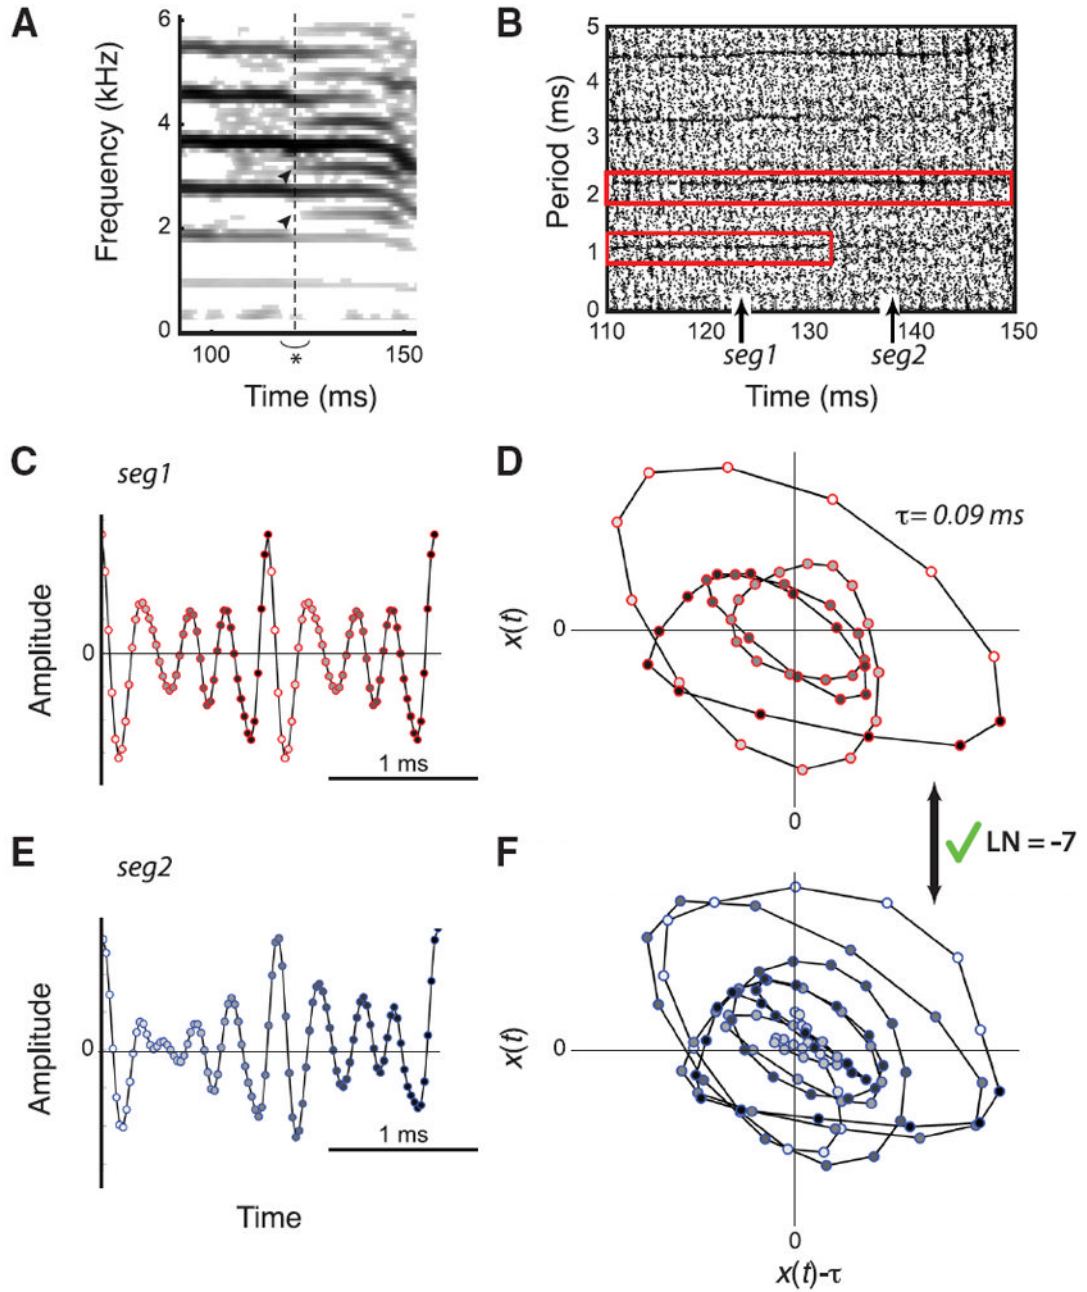 A
6
4
2
0
Frequency (kHz)
100
*
150
Time (ms)
B
5
4
3
2
1
0
Period (ms)
110
120
130
140
150
seg1
seg2
Time (ms)
C
seg1
Amplitude
0
1 ms
D
τ= 0.09 ms
x(t)
0
0
LN = -7
E
seg2
Amplitude
0
1 ms
Time
F
x(t)
0
0
x(t)-τ